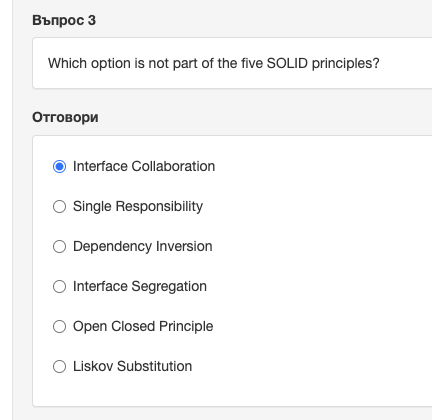 Въпрос 3
Which option is not part of the five SOLID principles?
Отговори
Interface Collaboration
Single Responsibility
Dependency Inversion
Interface Segregation
Open Closed Principle
Liskov Substitution